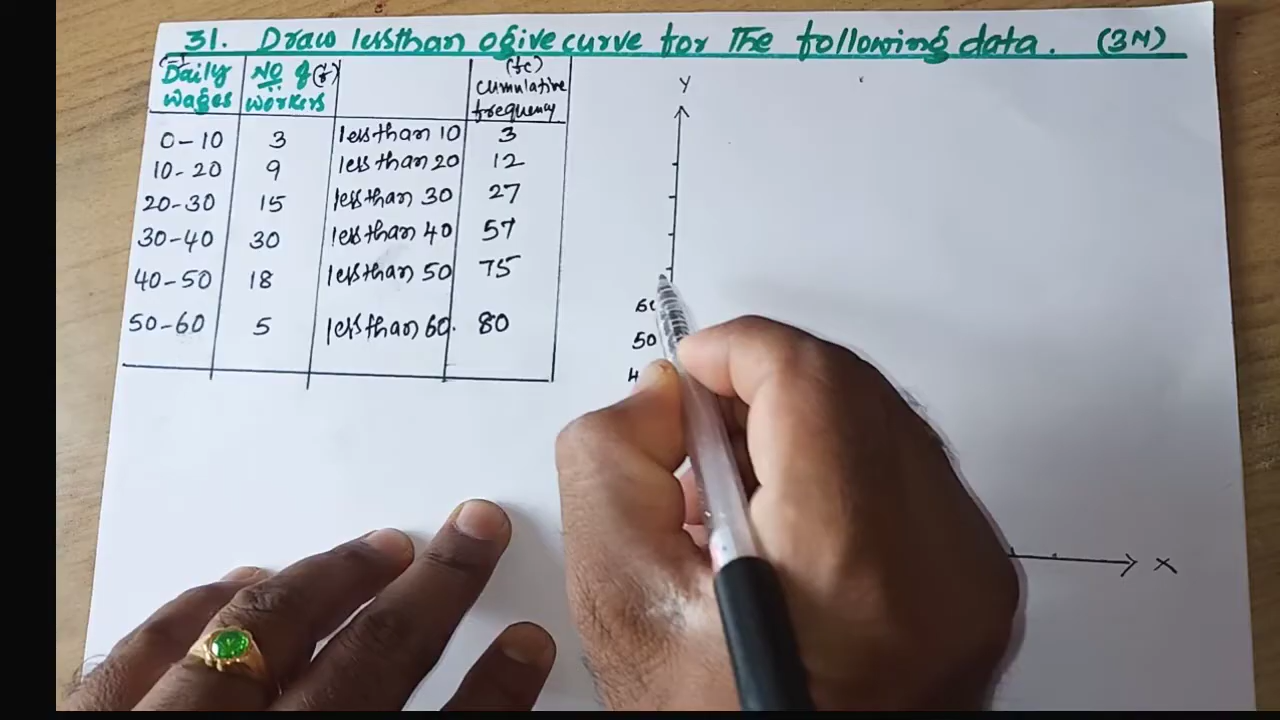 31. Draw lessthan ogive curve for The following data. (3M)
Daily wages No of (f) workers (fc) cumulative frequency
0-10 3 less than 10 3
10-20 9 less than 20 12
20-30 15 less than 30 27
30-40 30 less than 40 57
40-50 18 less than 50 75
50-60 5 less than 60. 80
Y
50
X